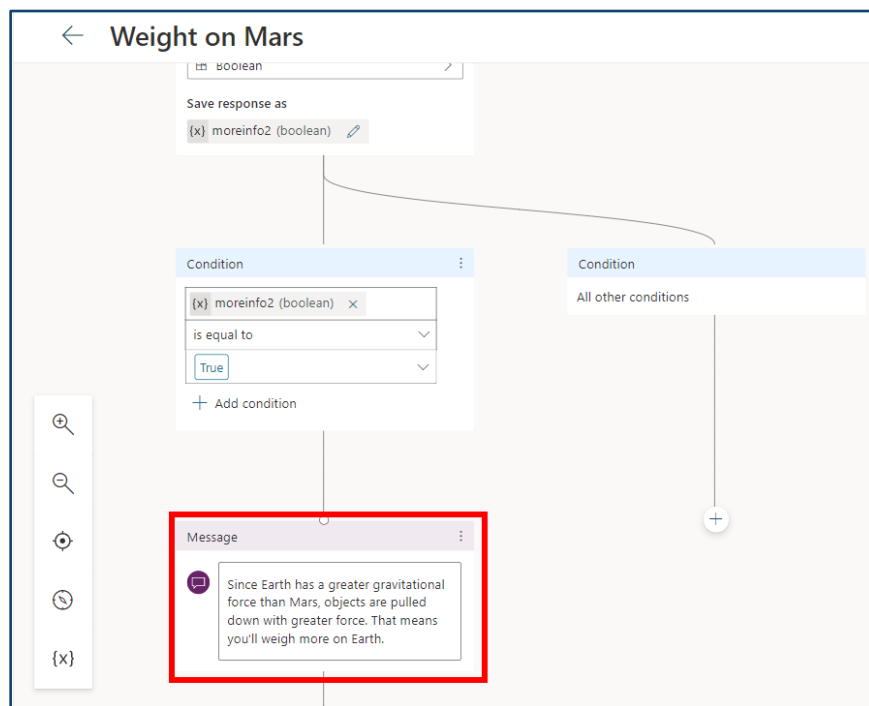 Weight on Mars
Boolean
Save response as
{x} moreinfo2 (boolean)
Condition
{x} moreinfo2 (boolean) ×
is equal to
True
+ Add condition
Condition
All other conditions
{x}
Message
Since Earth has a greater gravitational
force than Mars, objects are pulled
down with greater force. That means
you'll weigh more on Earth.